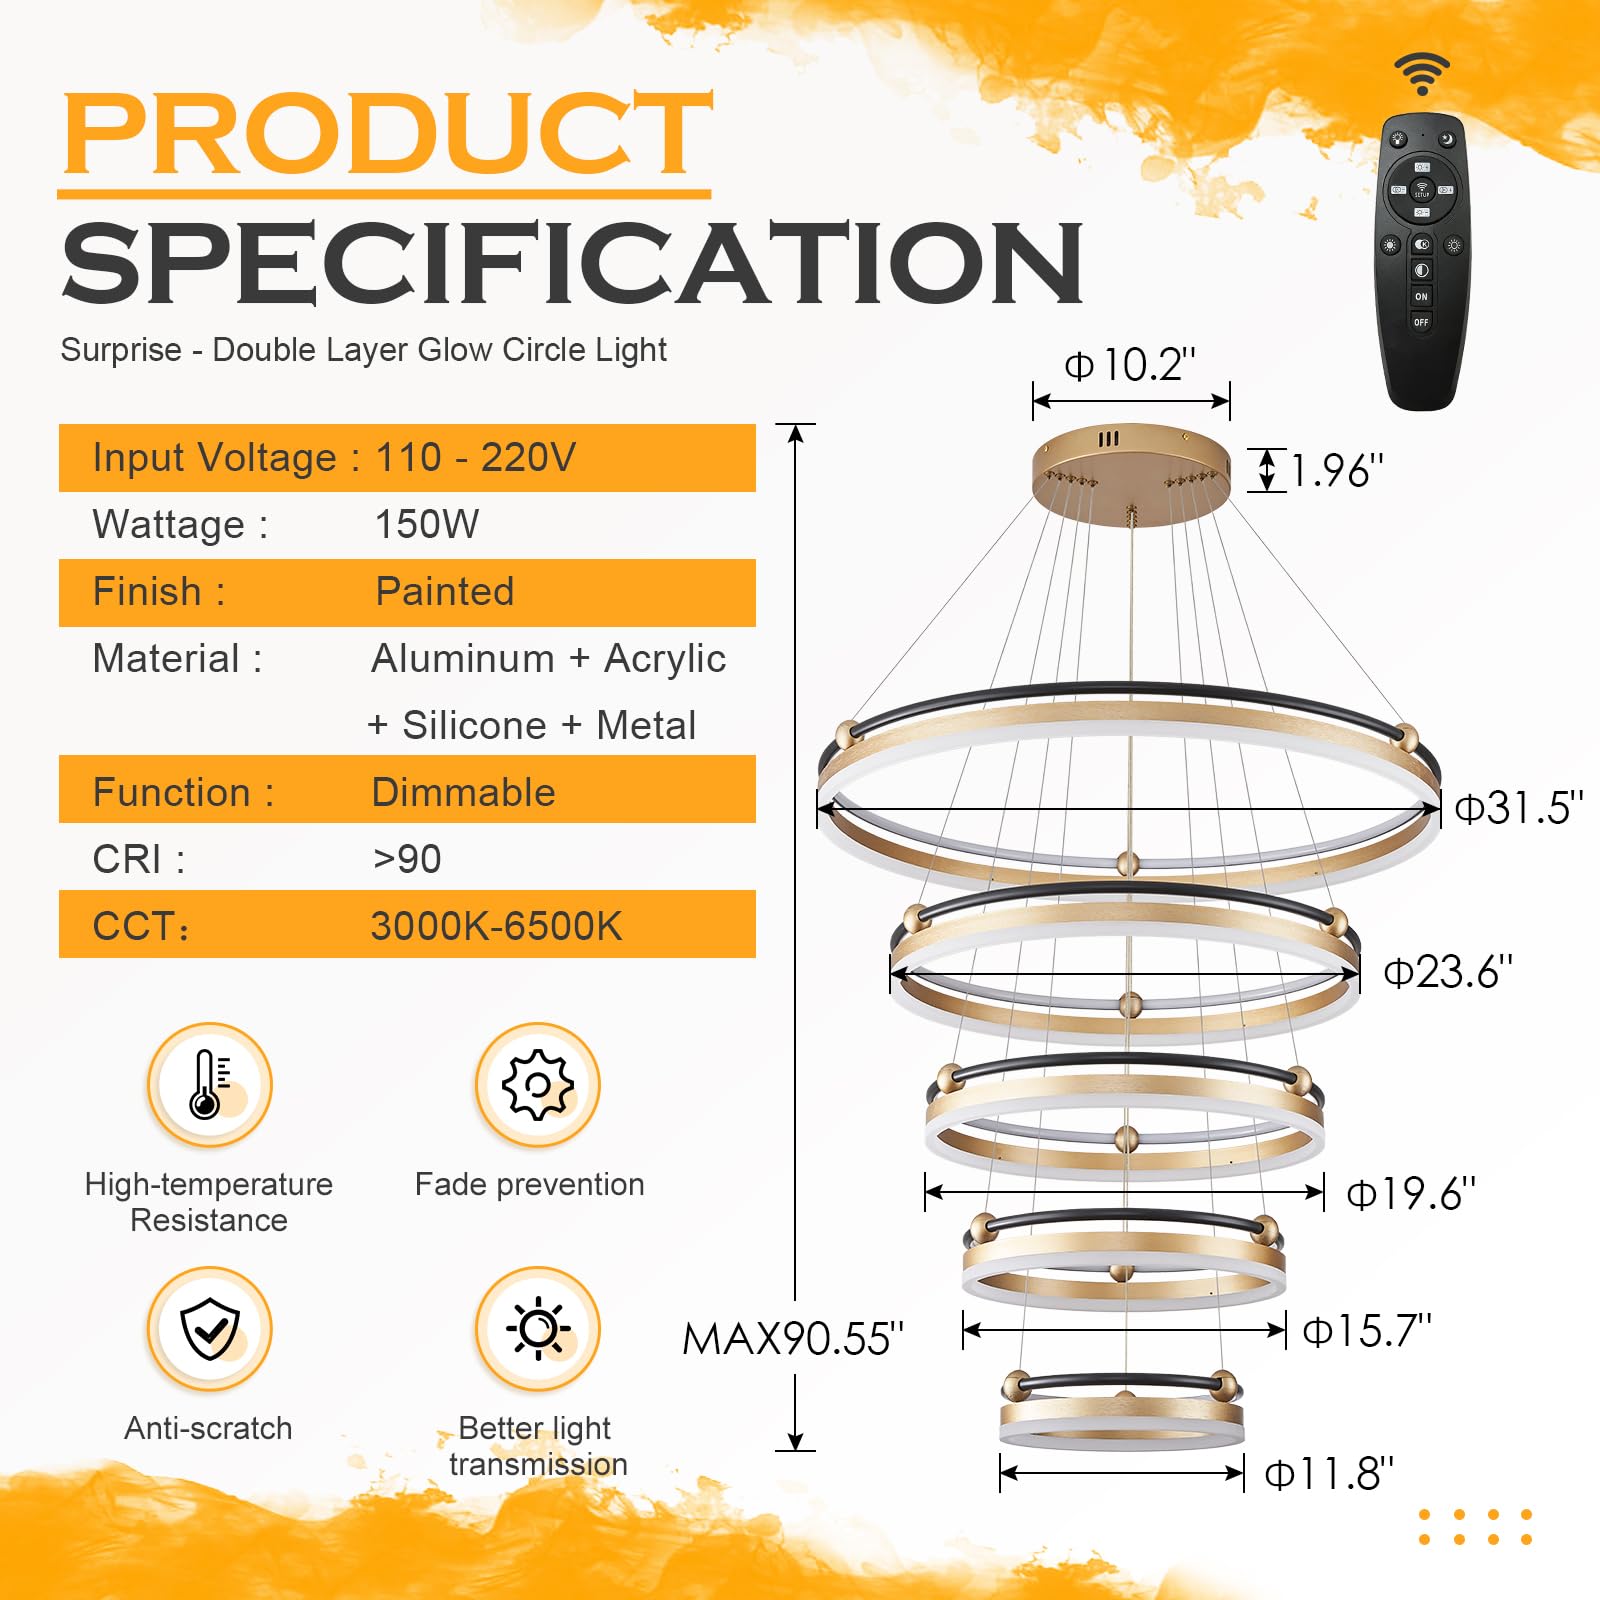 PRODUCT
SPECIFICATION
Surprise - Double Layer Glow Circle Light
Input Voltage : 110 - 220V
Wattage : 150W
Finish : Painted
Material : Aluminum + Acrylic
+ Silicone + Metal
Function : Dimmable
CRI : >90
CCT： 3000K-6500K
High-temperature
Resistance
Fade prevention
Anti-scratch
Better light
transmission
SETUP
K
ON
OFF
Φ 10.2"
1.96"
Φ31.5"
Φ23.6"
Φ19.6"
Φ15.7"
MAX90.55"
Φ11.8"